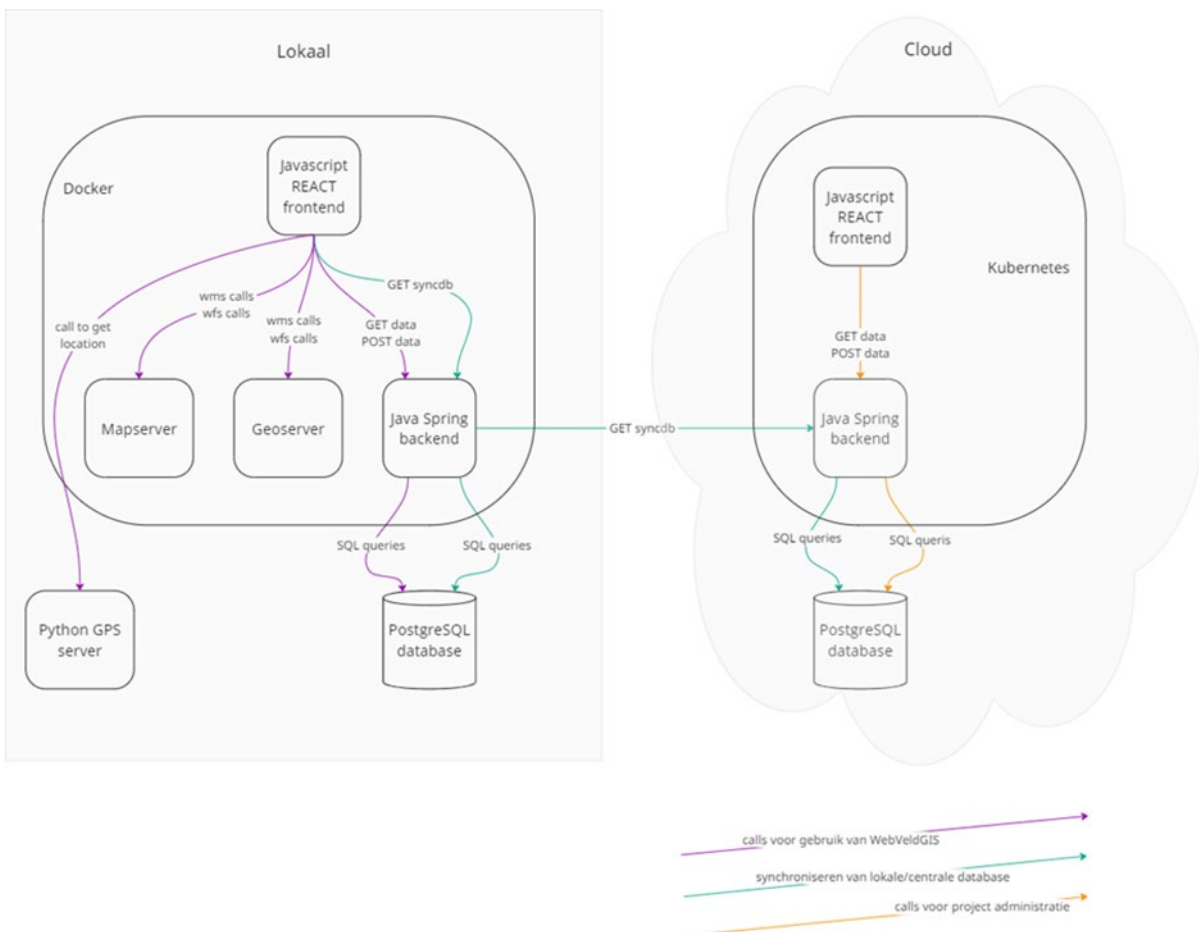 Lokaal
Docker
Javascript
REACT
frontend
GET syncdb
wms calls
wfs calls
wms calls
wfs calls
GET data
POST data
call to get
location
Mapserver
Geoserver
Java Spring
backend
GET syncdb
SQL queries
SQL queries
Python GPS
server
PostgreSQL
database
Cloud
Javascript
REACT
frontend
Kubernetes
GET data
POST data
Java Spring
backend
SQL queries
SQL queris
PostgreSQL
database
calls voor gebruik van WebVeldGIS
synchroniseren van lokale/centrale database
calls voor project administratie